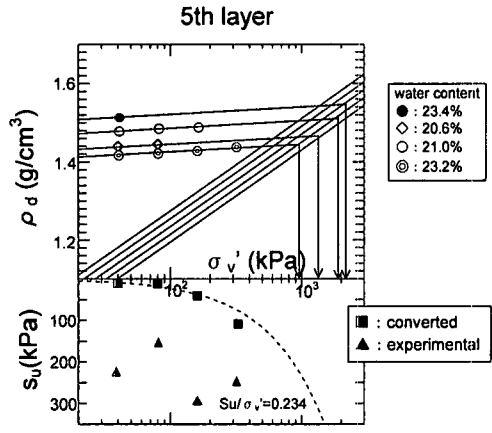 5th layer
1.6
1.4
1.2
ρd (g/cm³)
σv' (kPa)
10²
10³
water content
● : 23.4%
◇ : 20.6%
○ : 21.0%
◎ : 23.2%
100
200
300
su(kPa)
Su/σv'=0.234
■ : converted
▲ : experimental